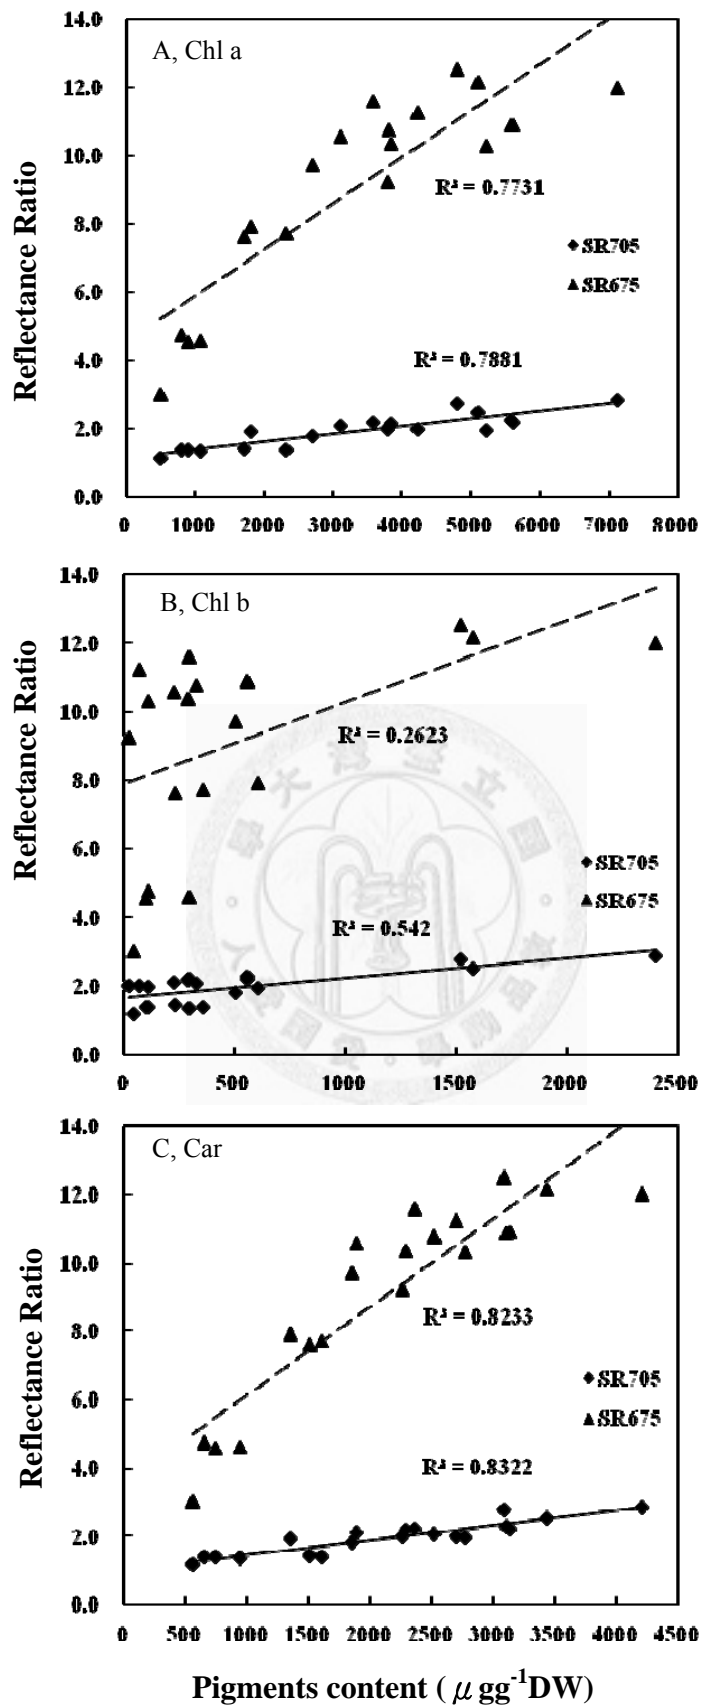 14.0
A, Chl a
12.0
10.0
R² = 0.7731
8.0
SR705
SR675
6.0
R² = 0.7881
4.0
2.0
0.0
0 1000 2000 3000 4000 5000 6000 7000 8000
Reflectance Ratio
14.0
B, Chl b
12.0
10.0
R² = 0.2623
8.0
6.0
SR705
SR675
4.0
R² = 0.542
2.0
0.0
0 500 1000 1500 2000 2500
Reflectance Ratio
14.0
C, Car
12.0
10.0
R² = 0.8233
8.0
SR705
6.0
SR675
4.0
R² = 0.8322
2.0
0.0
0 500 1000 1500 2000 2500 3000 3500 4000 4500
Reflectance Ratio
Pigments content ( μ gg⁻¹DW)